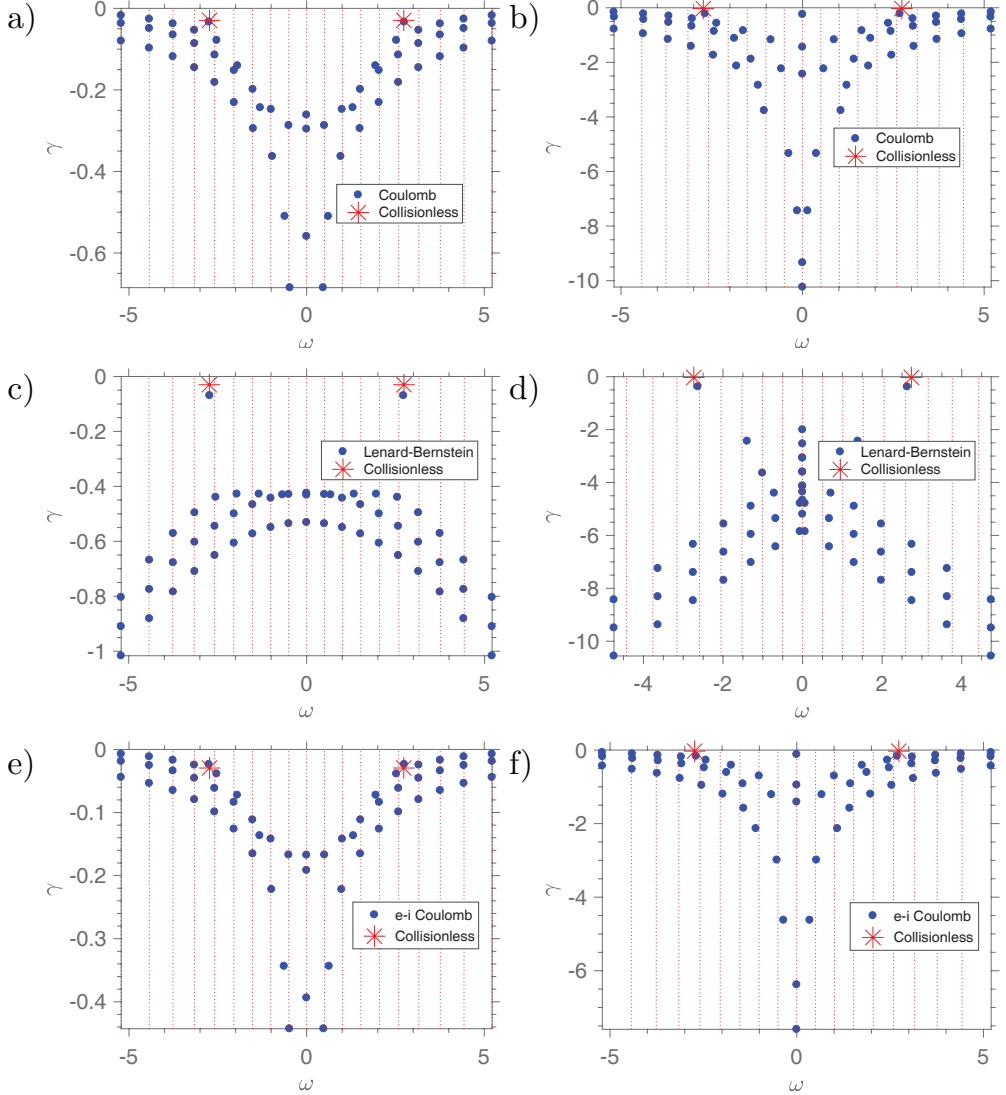 a)
0
-0.2
-0.4
-0.6
γ
-5
0
5
ω
Coulomb
Collisionless
b)
0
-2
-4
-6
-8
-10
γ
-5
0
5
ω
Coulomb
Collisionless
c)
0
-0.2
-0.4
-0.6
-0.8
-1
γ
-5
0
5
ω
Lenard-Bernstein
Collisionless
d)
0
-2
-4
-6
-8
-10
γ
-4
-2
0
2
4
ω
Lenard-Bernstein
Collisionless
e)
0
-0.1
-0.2
-0.3
-0.4
γ
-5
0
5
ω
e-i Coulomb
Collisionless
f)
0
-2
-4
-6
γ
-5
0
5
ω
e-i Coulomb
Collisionless